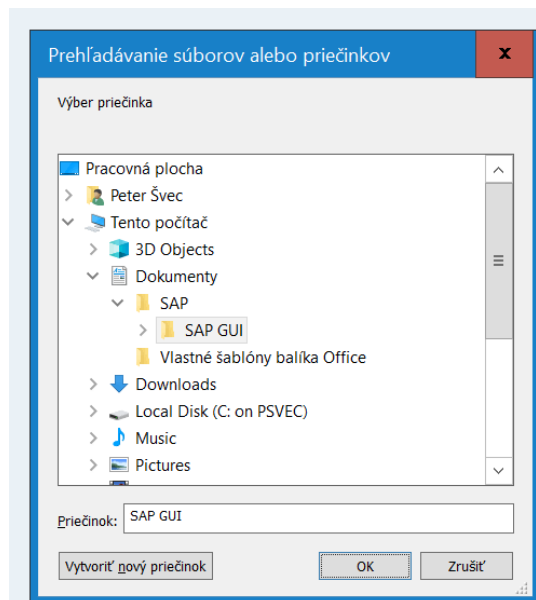 Prehľadávanie súborov alebo priečinkov
Výber priečinka
Pracovná plocha
Peter Švec
Tento počítač
3D Objects
Dokumenty
SAP
SAP GUI
Vlastné šablóny balíka Office
Downloads
Local Disk (C: on PSVEC)
Music
Pictures
Priečinok: SAP GUI
Vytvoriť nový priečinok OK Zrušiť